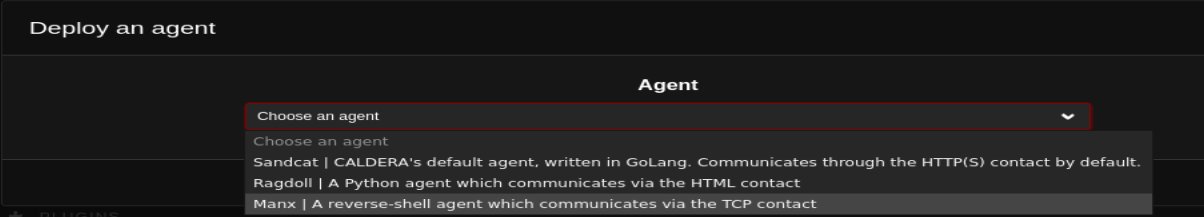 Deploy an agent
Agent
Choose an agent
Choose an agent
Sandcat | CALDERA's default agent, written in GoLang. Communicates through the HTTP(S) contact by default.
Ragdoll | A Python agent which communicates via the HTML contact
Manx | A reverse-shell agent which communicates via the TCP contact
PLUGINS